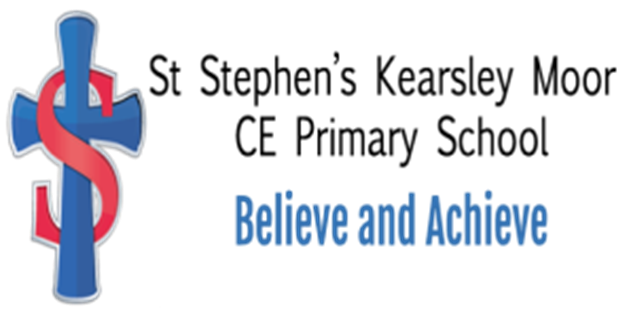 St Stephen's Kearsley Moor
CE Primary School
Believe and Achieve
S